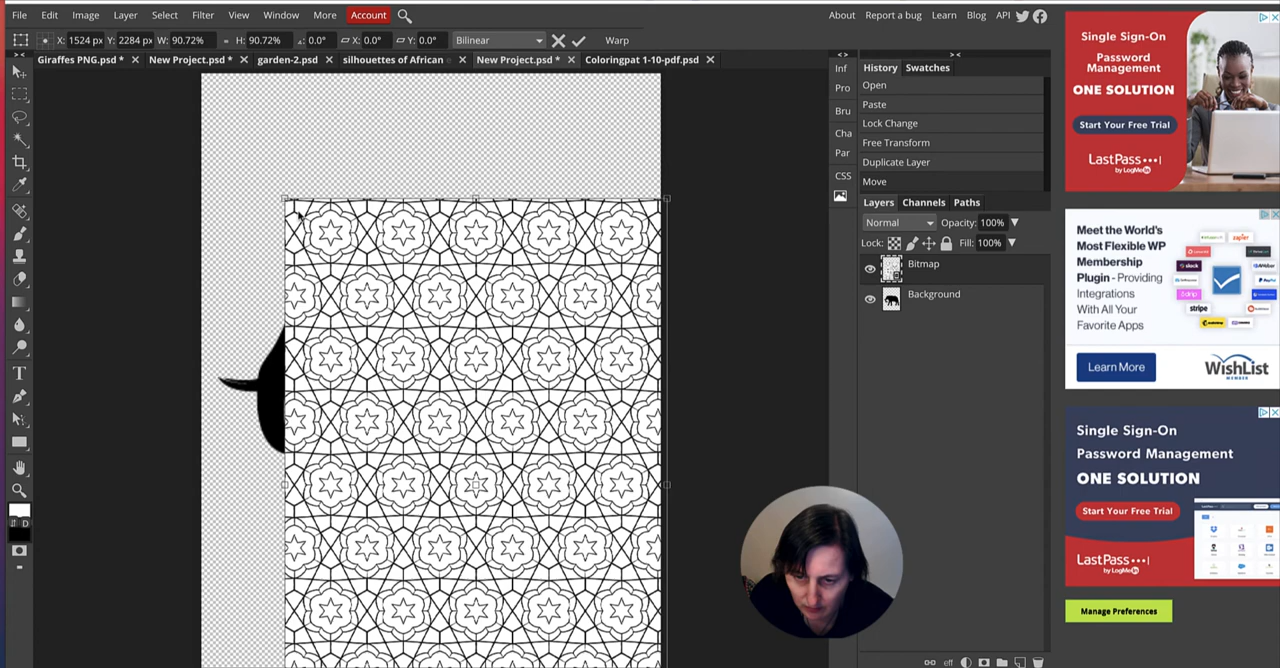 File Edit Image Layer Select Filter View Window More Account
About Report a bug Learn Blog API
X: 1524 px Y: 2284 px W: 90.72% = H: 90.72% 0.0° X: 0.0° Y: 0.0° Bilinear Warp
Giraffes PNG.psd * New Project.psd * garden-2.psd silhouettes of African New Project.psd * Coloringpat 1-10-pdf.psd
Inf
Pro
Bru
Cha
Par
CSS
History Swatches
Open
Paste
Lock Change
Free Transform
Duplicate Layer
Move
Layers Channels Paths
Normal Opacity: 100%
Lock: Fill: 100%
Bitmap
Background
eff
T
D
Single Sign-On
Password
Management
ONE SOLUTION
Start Your Free Trial
LastPass
by LogMeIn
Meet the World's
Most Flexible WP
Membership
Plugin - Providing
Integrations
With All Your
Favorite Apps
zapier
slack
PayPal
stripe
Learn More
WishList
MEMBER
Single Sign-On
Password Management
ONE SOLUTION
Start Your Free Trial
LastPass
by LogMeIn
Manage Preferences